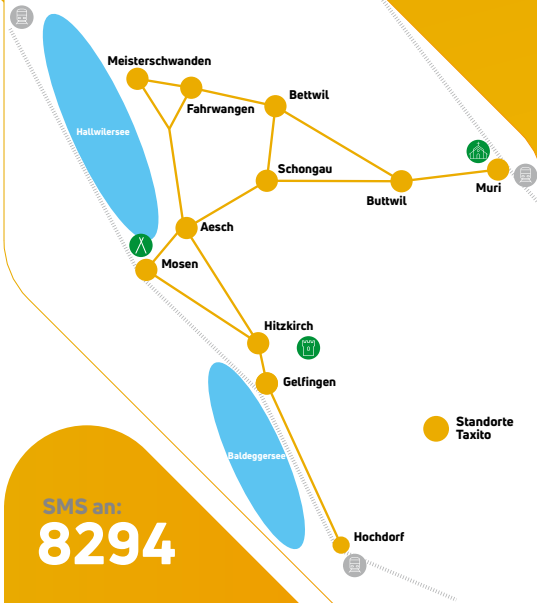 Meisterschwanden
Fahrwangen
Bettwil
Hallwilersee
Schongau
Muri
Buttwil
Aesch
Mosen
Hitzkirch
Gelfingen
Standorte
Taxito
Baldeggersee
SMS an:
8294
Hochdorf